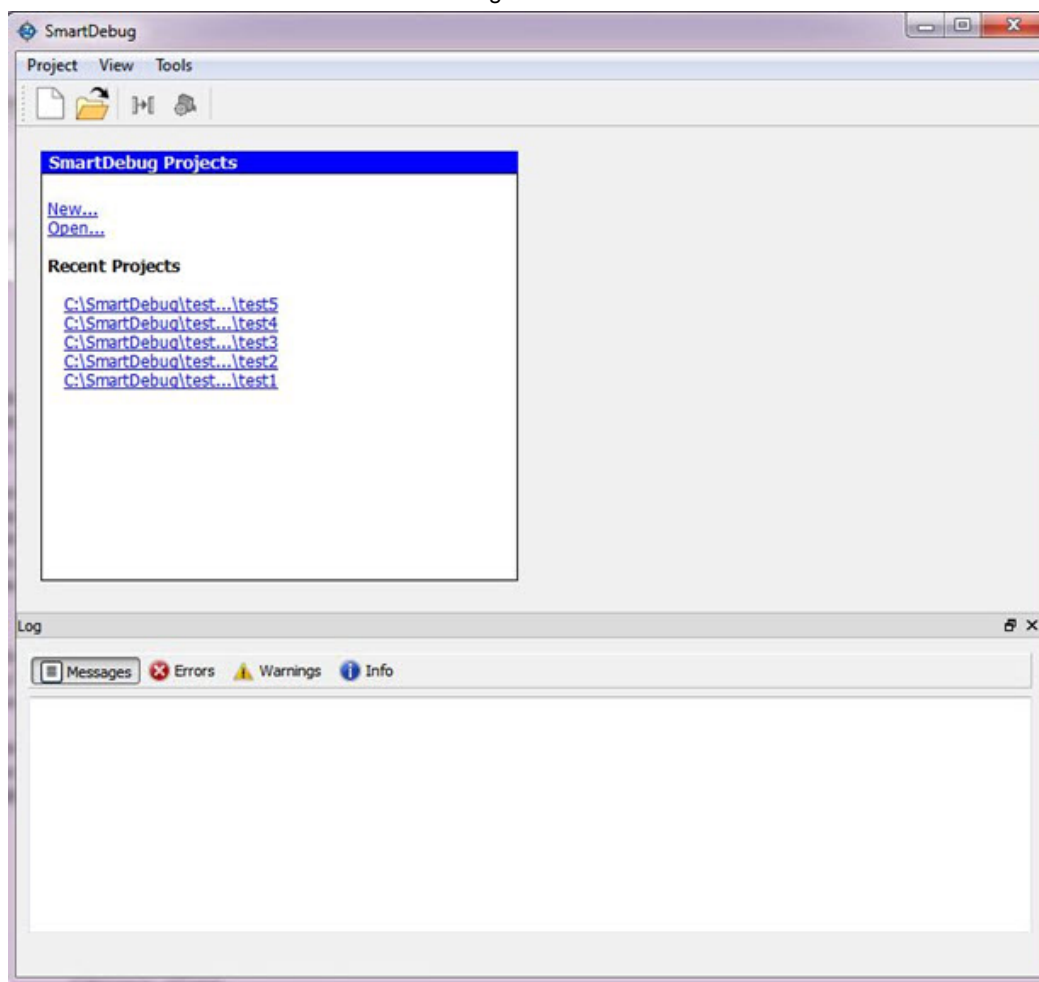 SmartDebug
Project View Tools
SmartDebug Projects
New...
Open...
Recent Projects
C:\SmartDebug\test...\test5
C:\SmartDebug\test...\test4
C:\SmartDebug\test...\test3
C:\SmartDebug\test...\test2
C:\SmartDebug\test...\test1
Log
Messages Errors Warnings Info